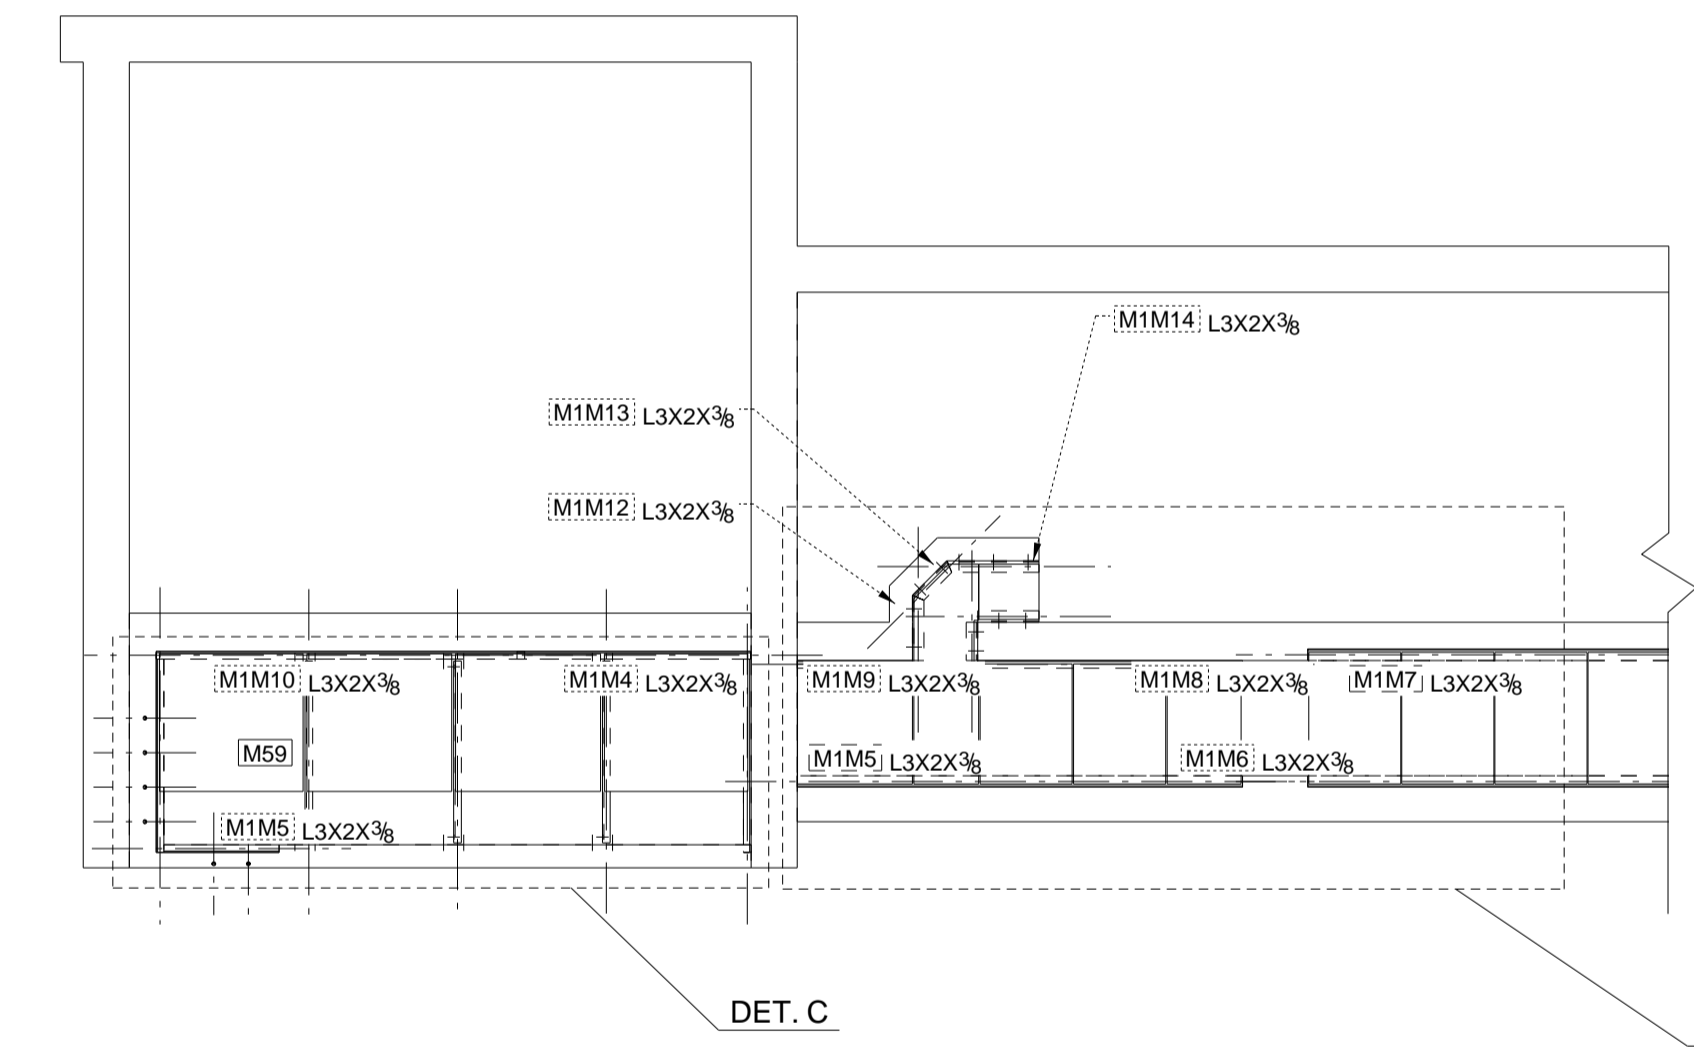 M1M14 L3X2X3/8
M1M13 L3X2X3/8
M1M12 L3X2X3/8
M1M10 L3X2X3/8
M1M4 L3X2X3/8
M1M9 L3X2X3/8
M1M8 L3X2X3/8
M1M7 L3X2X3/8
M59
M1M5 L3X2X3/8
M1M6 L3X2X3/8
M1M5 L3X2X3/8
DET. C